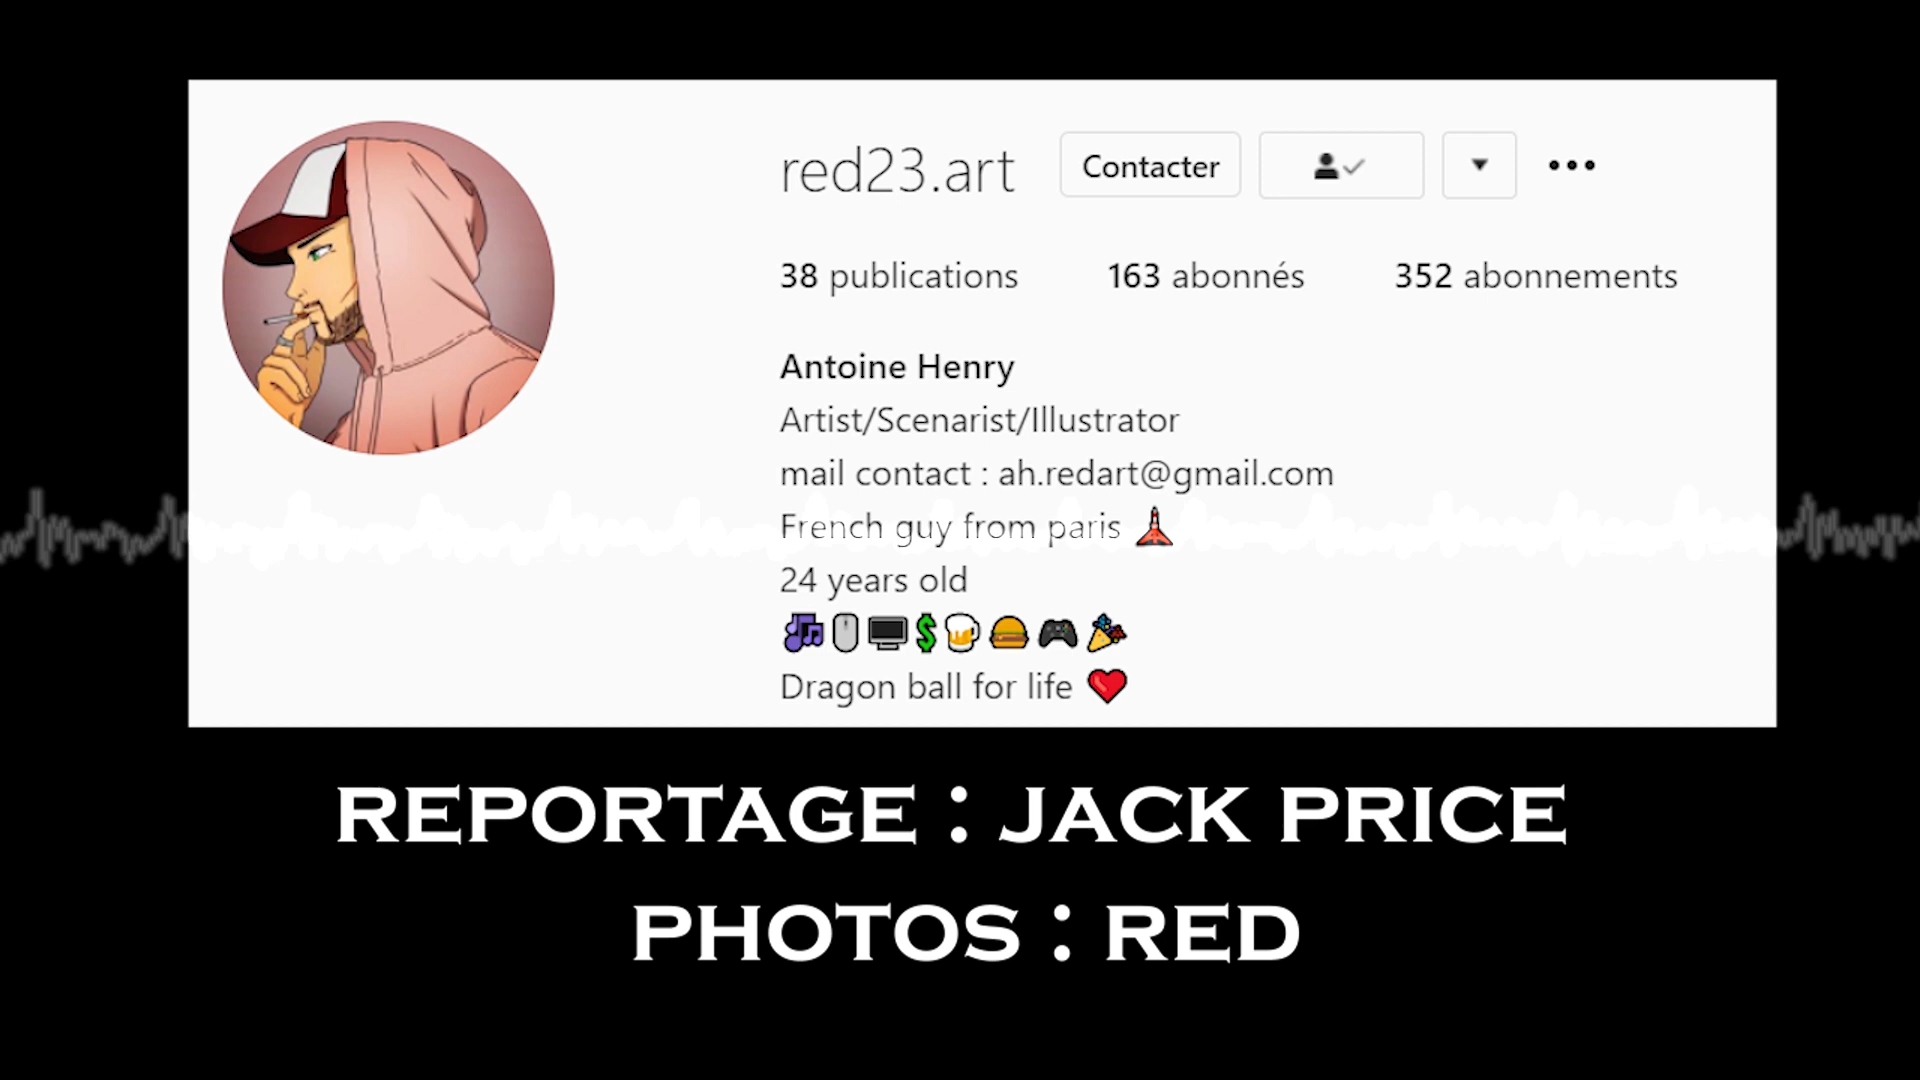 red23.art Contacter
38 publications 163 abonnés 352 abonnements
Antoine Henry
Artist/Scenarist/Illustrator
mail contact : ah.redart@gmail.com
French guy from paris
24 years old
Dragon ball for life
REPORTAGE : JACK PRICE
PHOTOS : RED